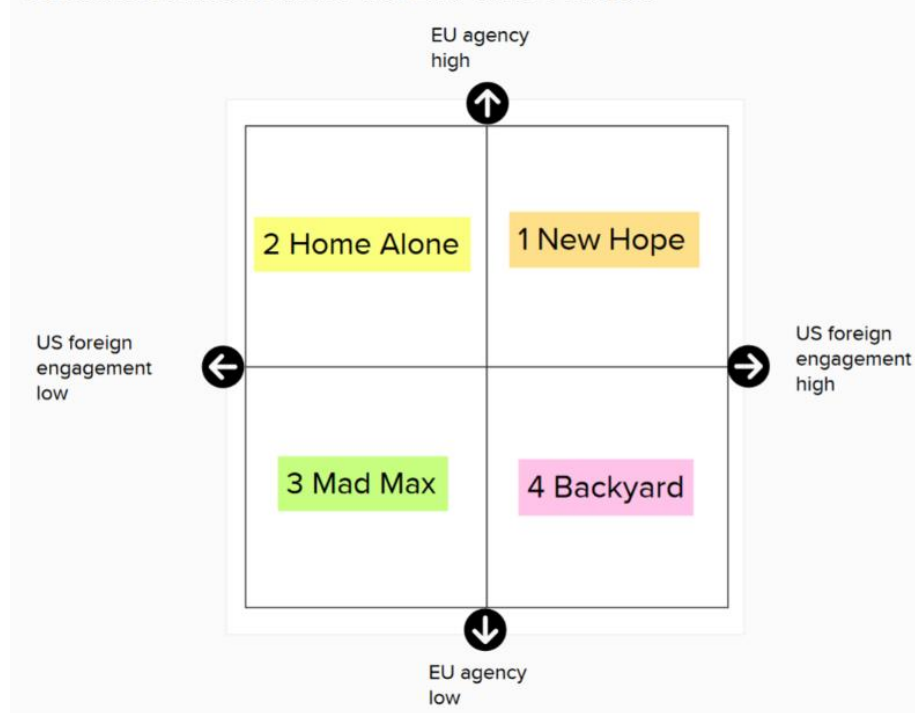 EU agency
high
2 Home Alone
1 New Hope
US foreign
engagement
low
US foreign
engagement
high
3 Mad Max
4 Backyard
EU agency
low